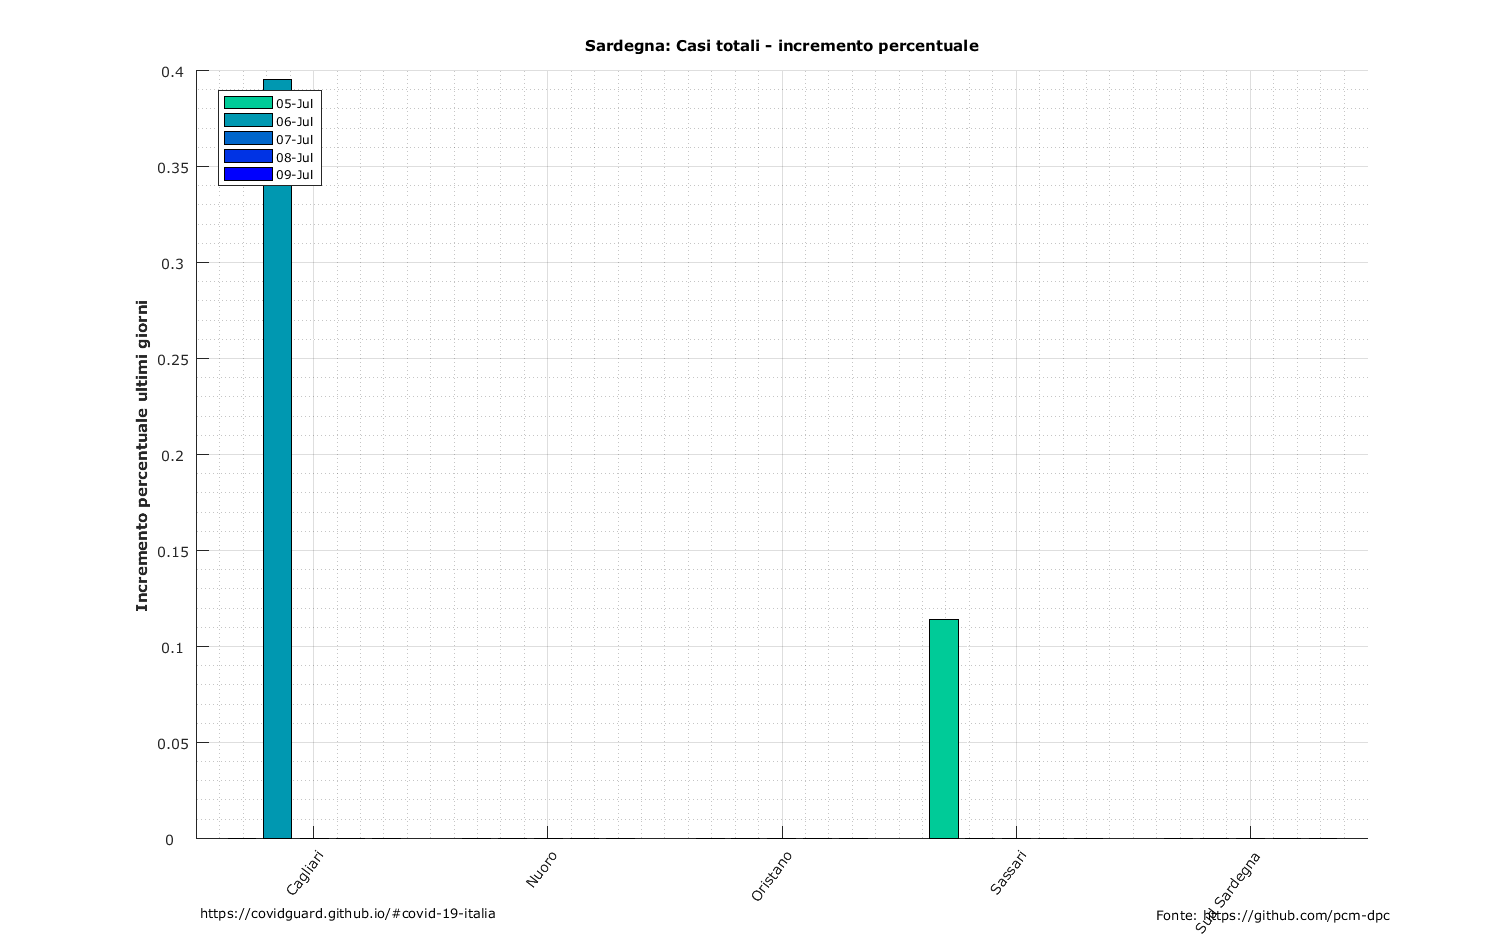 Sardegna: Casi totali - incremento percentuale
0.4
0.35
0.3
0.25
0.2
0.15
0.1
0.05
0
Incremento percentuale ultimi giorni
05-Jul
06-Jul
07-Jul
08-Jul
09-Jul
Cagliari
Nuoro
Oristano
Sassari
Sud Sardegna
https://covidguard.github.io/#covid-19-italia
Fonte: https://github.com/pcm-dpc